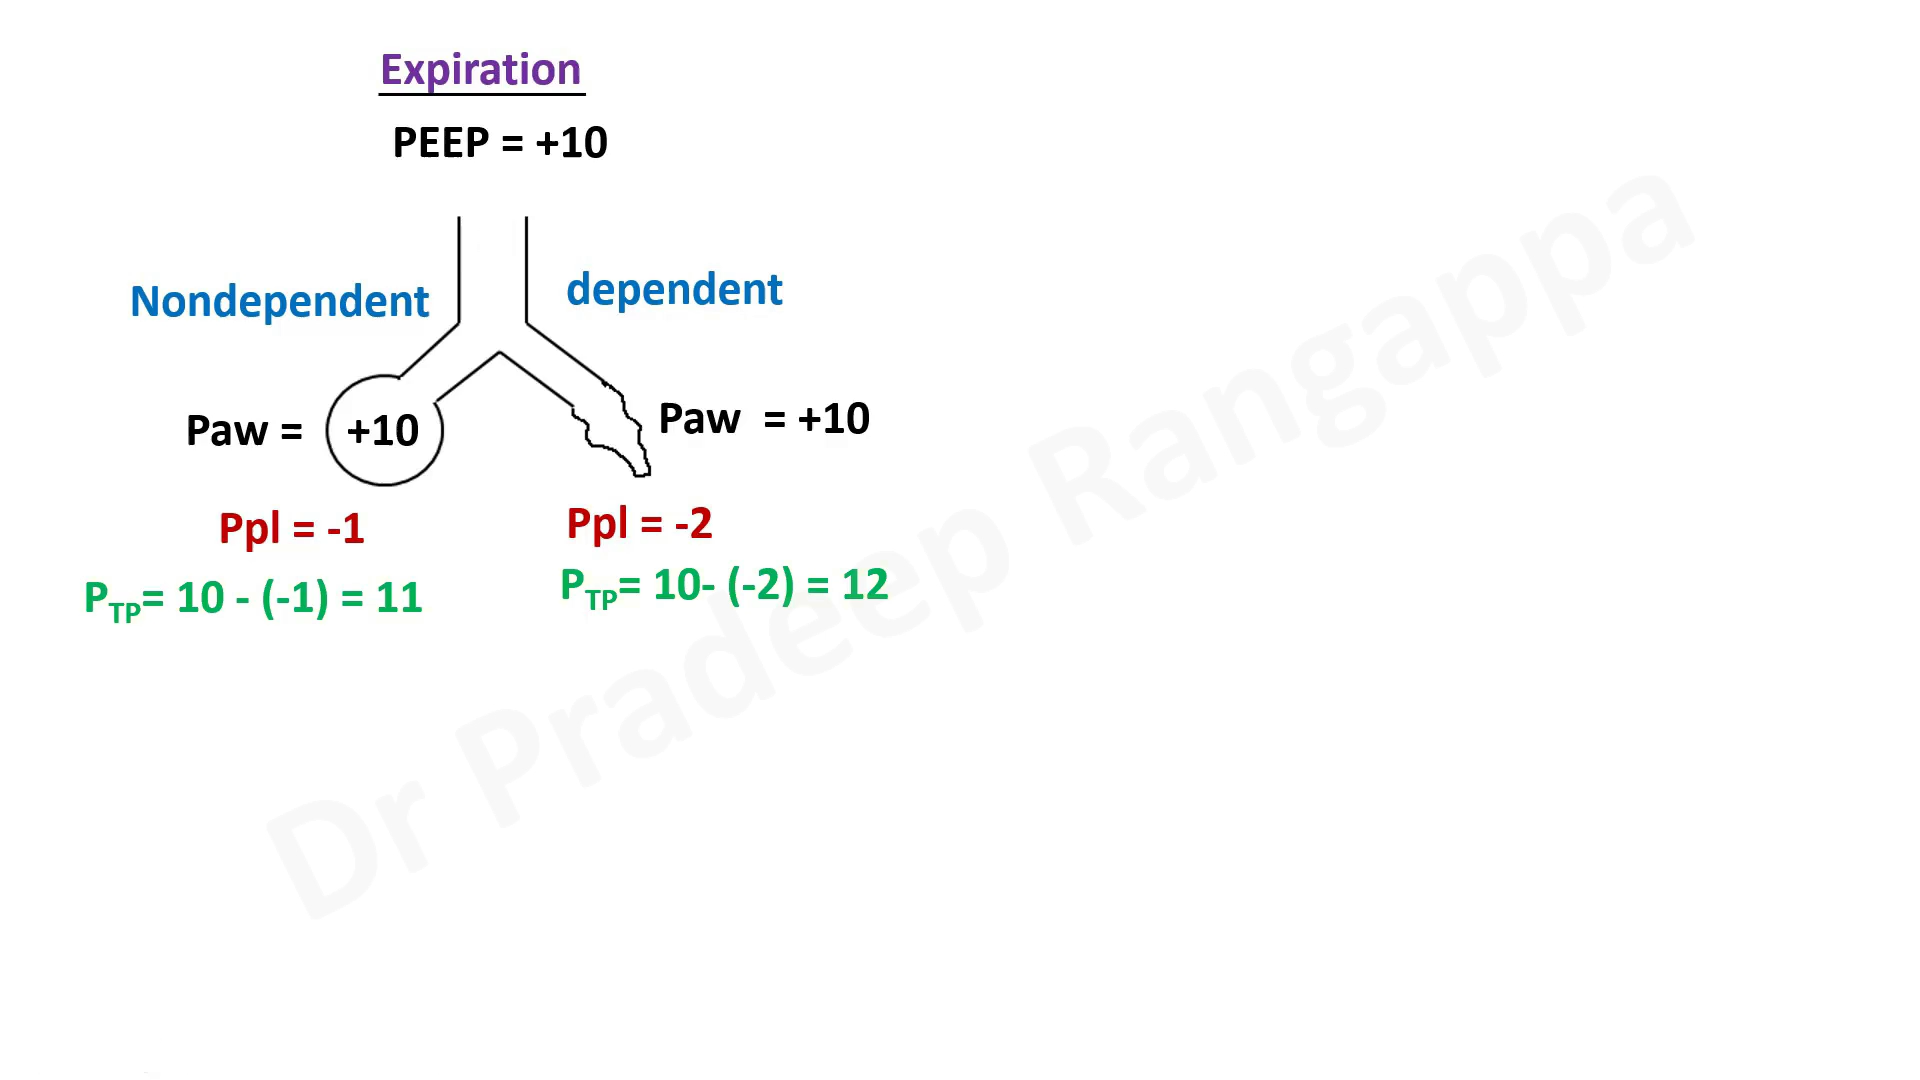 Expiration
PEEP = +10
Nondependent
dependent
Paw = +10
Paw = +10
Ppl = -1
Ppl = -2
PTP= 10 - (-1) = 11
PTP= 10- (-2) = 12
Dr Pradeep Rangappa